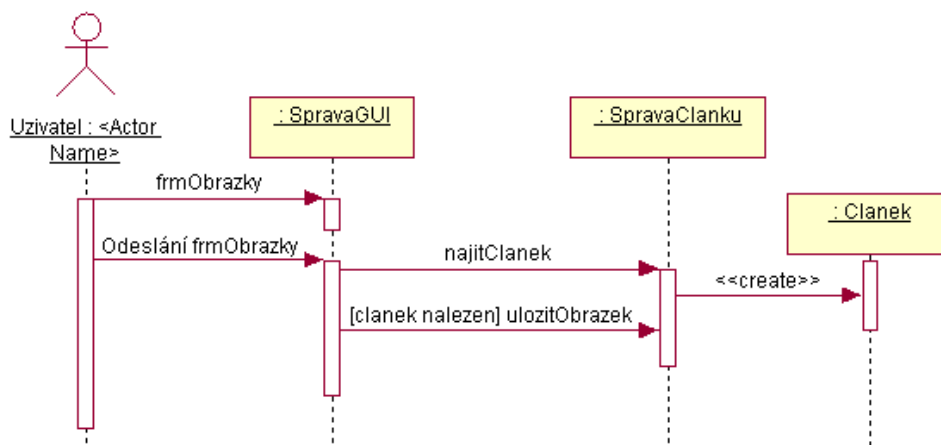 Uzivatel : <Actor
Name>
: SpravaGUI
: SpravaClanku
: Clanek
frmObrazky
Odeslání frmObrazky
najitClanek
<<create>>
[clanek nalezen] ulozitObrazek